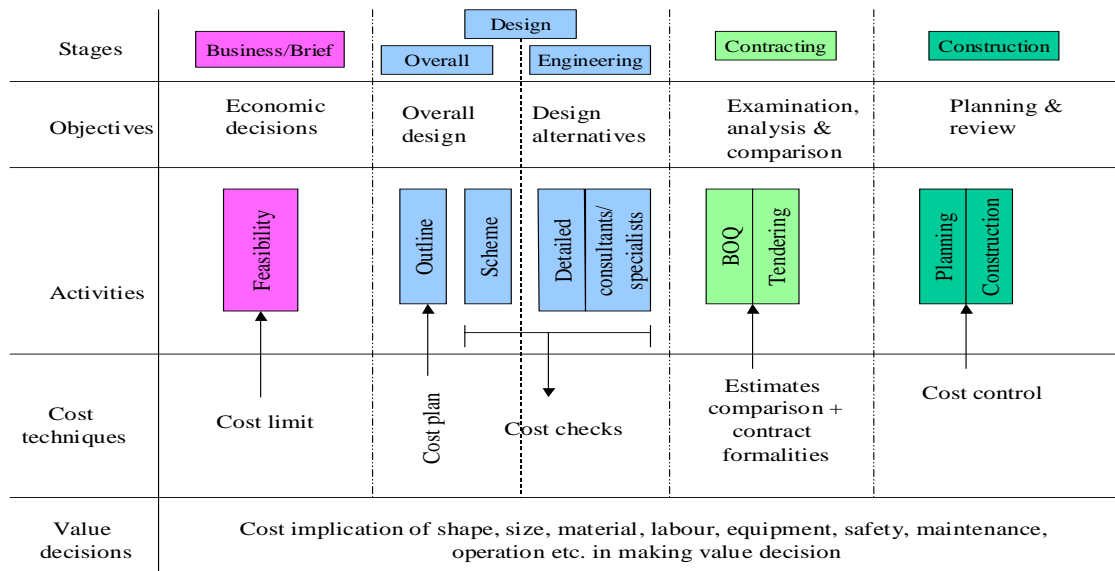 Stages
Business/Brief
Design
Overall
Engineering
Contracting
Construction
Objectives
Economic
decisions
Overall
design
Design
alternatives
Examination,
analysis &
comparison
Planning &
review
Activities
Feasibility
Outline
Scheme
Detailed
consultants/
specialists
BOQ
Tendering
Planning
Construction
Cost
techniques
Cost limit
Cost plan
Cost checks
Estimates
comparison +
contract
formalities
Cost control
Value
decisions
Cost implication of shape, size, material, labour, equipment, safety, maintenance,
operation etc. in making value decision